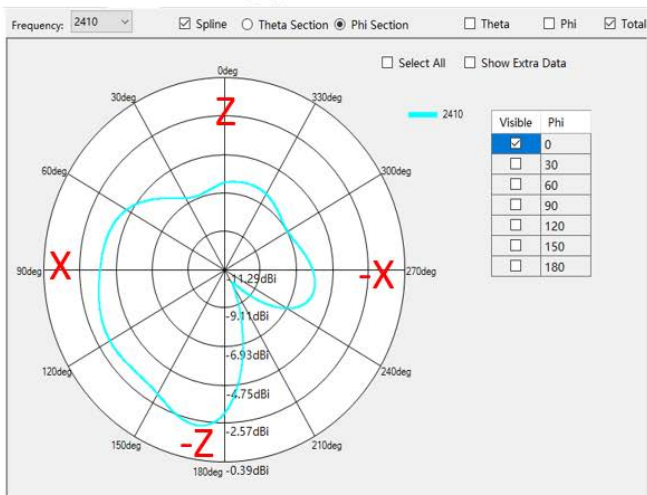 Frequency: 2410 Spline Theta Section Phi Section Theta Phi Total
Select All Show Extra Data
0deg
30deg 330deg
Z
2410
Visible Phi
0
30
60
90
120
150
180
60deg 300deg
90deg X -X 270deg
-11.29dBi
-9.11dBi
-6.93dBi
120deg 240deg
-4.75dBi
-2.57dBi
-Z
150deg 210deg
180deg -0.39dBi